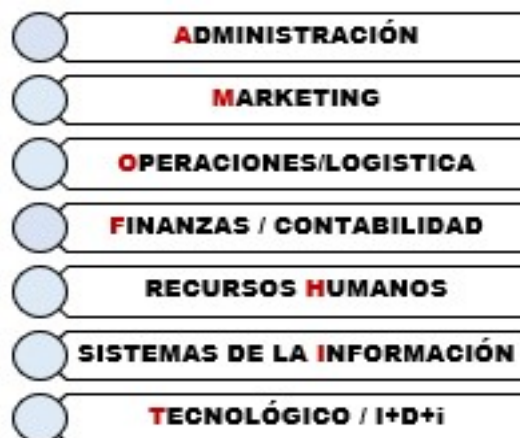 ADMINISTRACIÓN
MARKETING
OPERACIONES/LOGISTICA
FINANZAS / CONTABILIDAD
RECURSOS HUMANOS
SISTEMAS DE LA INFORMACIÓN
TECNOLÓGICO / I+D+i